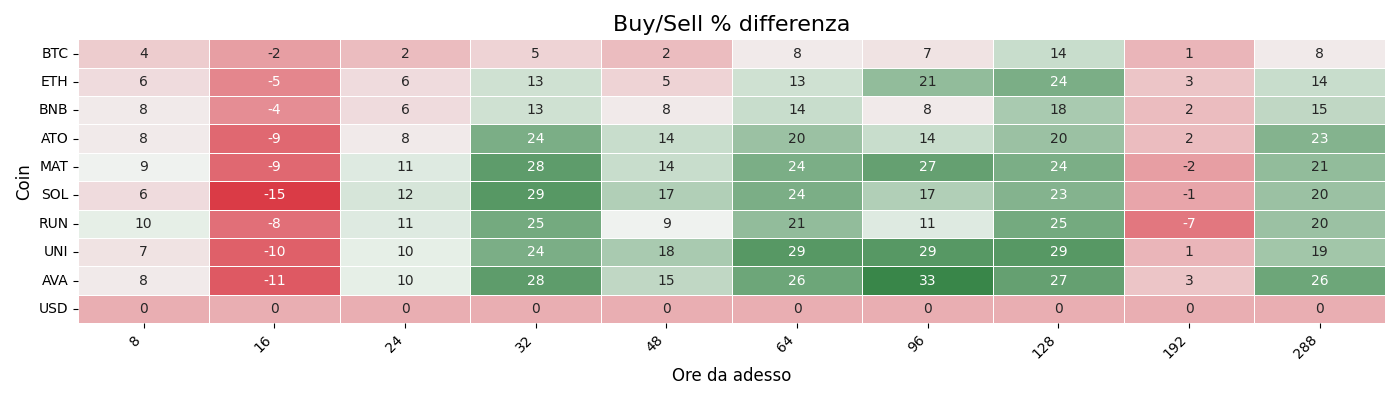 Buy/Sell % differenza
Coin
BTC 4 -2 2 5 2 8 7 14 1 8
ETH 6 -5 6 13 5 13 21 24 3 14
BNB 8 -4 6 13 8 14 8 18 2 15
ATO 8 -9 8 24 14 20 14 20 2 23
MAT 9 -9 11 28 14 24 27 24 -2 21
SOL 6 -15 12 29 17 24 17 23 -1 20
RUN 10 -8 11 25 9 21 11 25 -7 20
UNI 7 -10 10 24 18 29 29 29 1 19
AVA 8 -11 10 28 15 26 33 27 3 26
USD 0 0 0 0 0 0 0 0 0 0
8 16 24 32 48 64 96 128 192 288
Ore da adesso